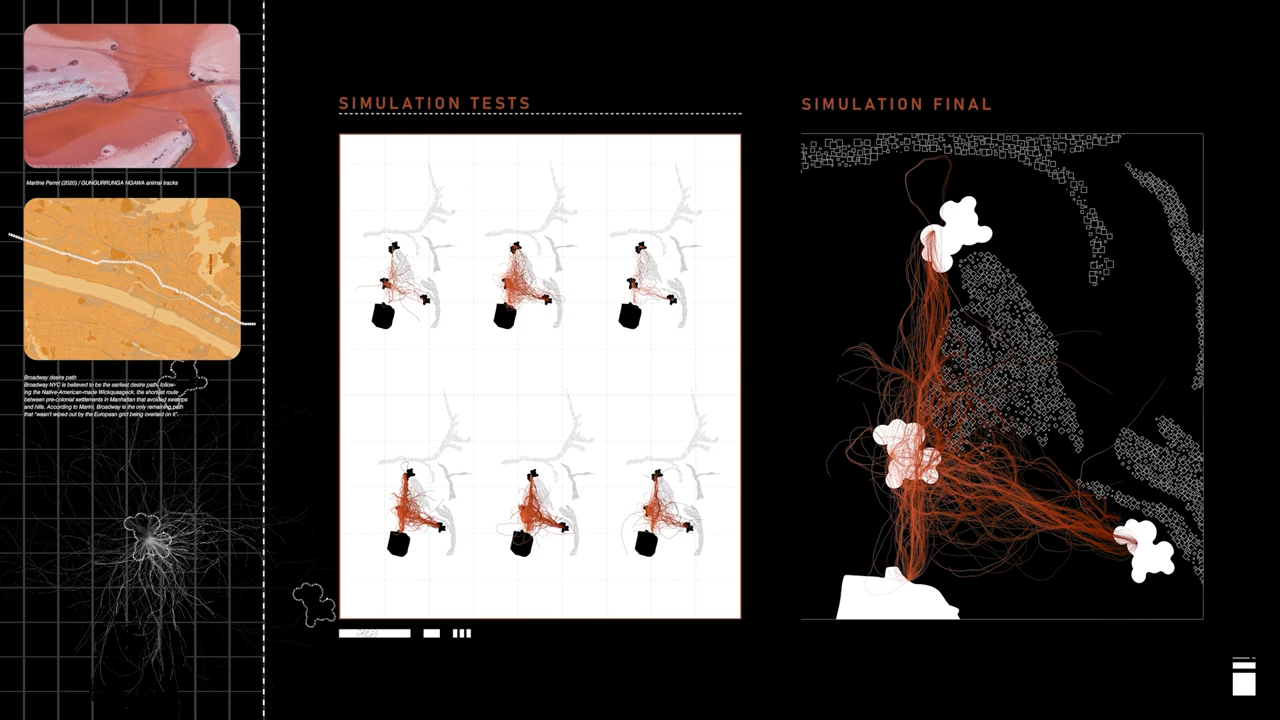 SIMULATION TESTS
SIMULATION FINAL
Martine Perret (2020) / GUNGURRUNGA NGAWA animal tracks
Broadway desire path
Broadway NYC is believed to be the earliest desire path, follow-
ing the Native-American-made Wickquasgeck, the shortest route
between pre-colonial settlements in Manhattan that avoided swamps
and hills. According to Marini, Broadway is the only remaining path
that "wasn't wiped out by the European grid being overlaid on it".